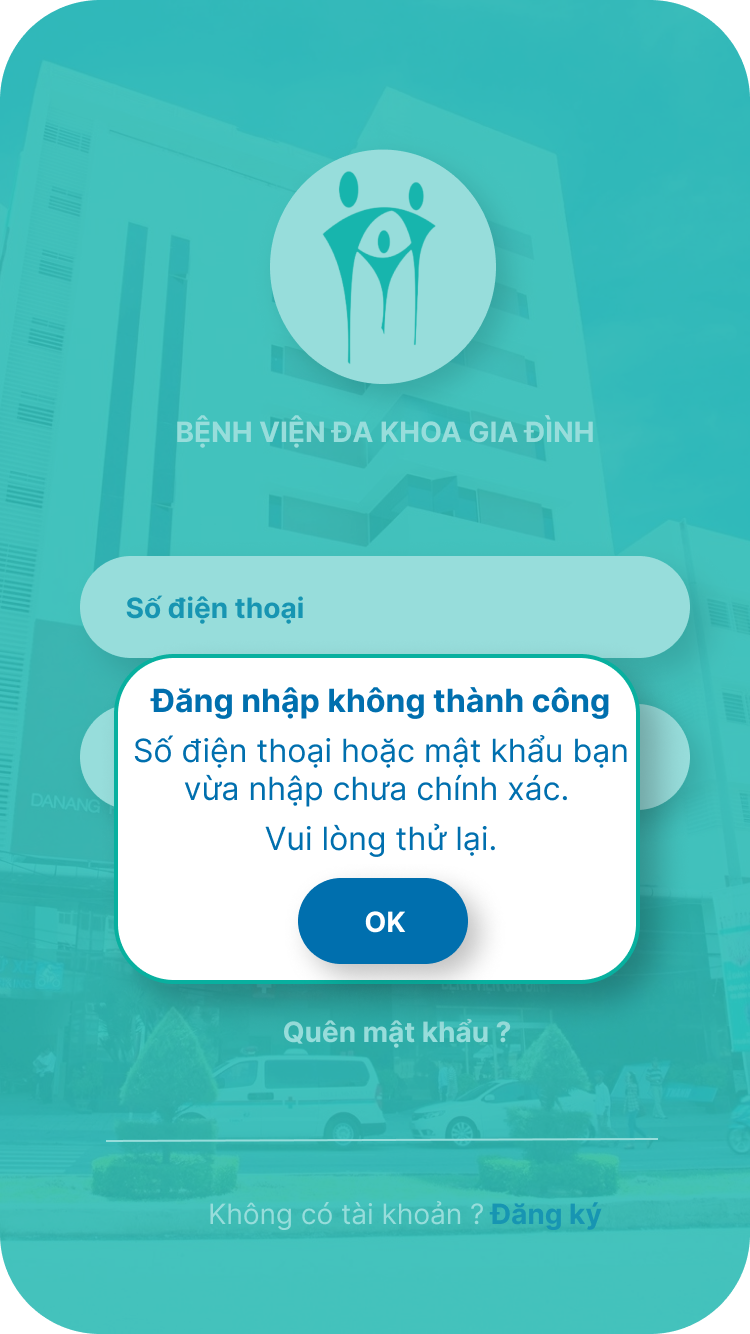 BỆNH VIỆN ĐA KHOA GIA ĐÌNH
Số điện thoại
Đăng nhập không thành công
Số điện thoại hoặc mật khẩu bạn
vừa nhập chưa chính xác.
Vui lòng thử lại.
DANANG
OK
Quên mật khẩu ?
Không có tài khoản ? Đăng ký